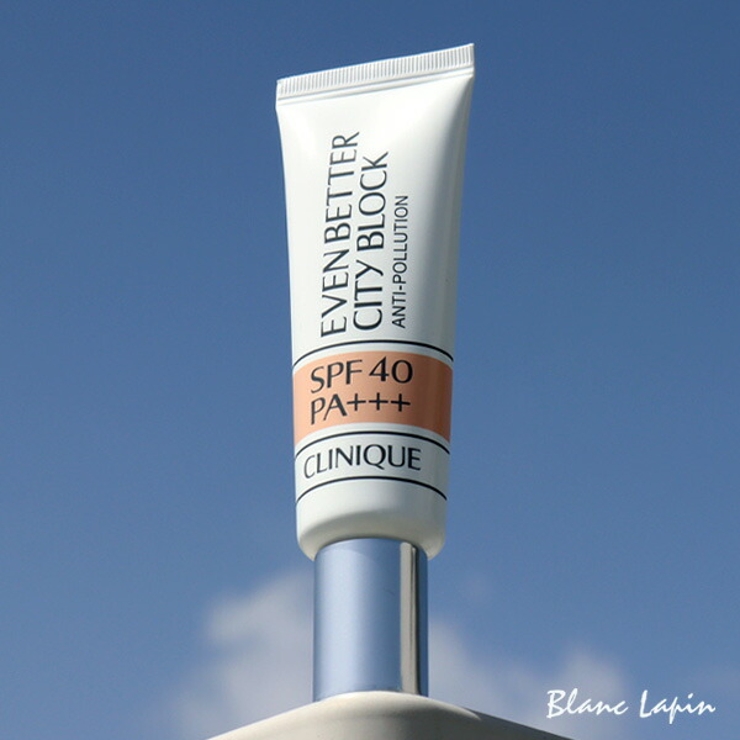 EVEN BETTER
CITY BLOCK
ANTI-POLLUTION
SPF 40
PA+++
CLINIQUE
Blanc Lapin